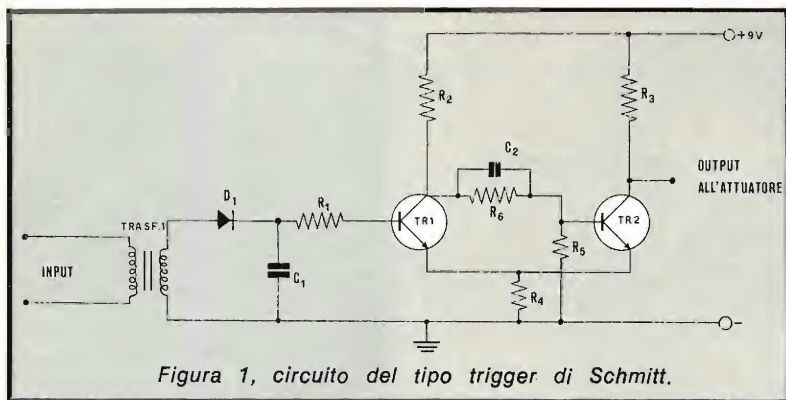 +9V
R2
R3
C2
D1
R1
OUTPUT
ALL'ATTUATORE
TRASF.1
TR1
R6
TR2
R5
INPUT
C1
R4
-
Figura 1, circuito del tipo trigger di Schmitt.